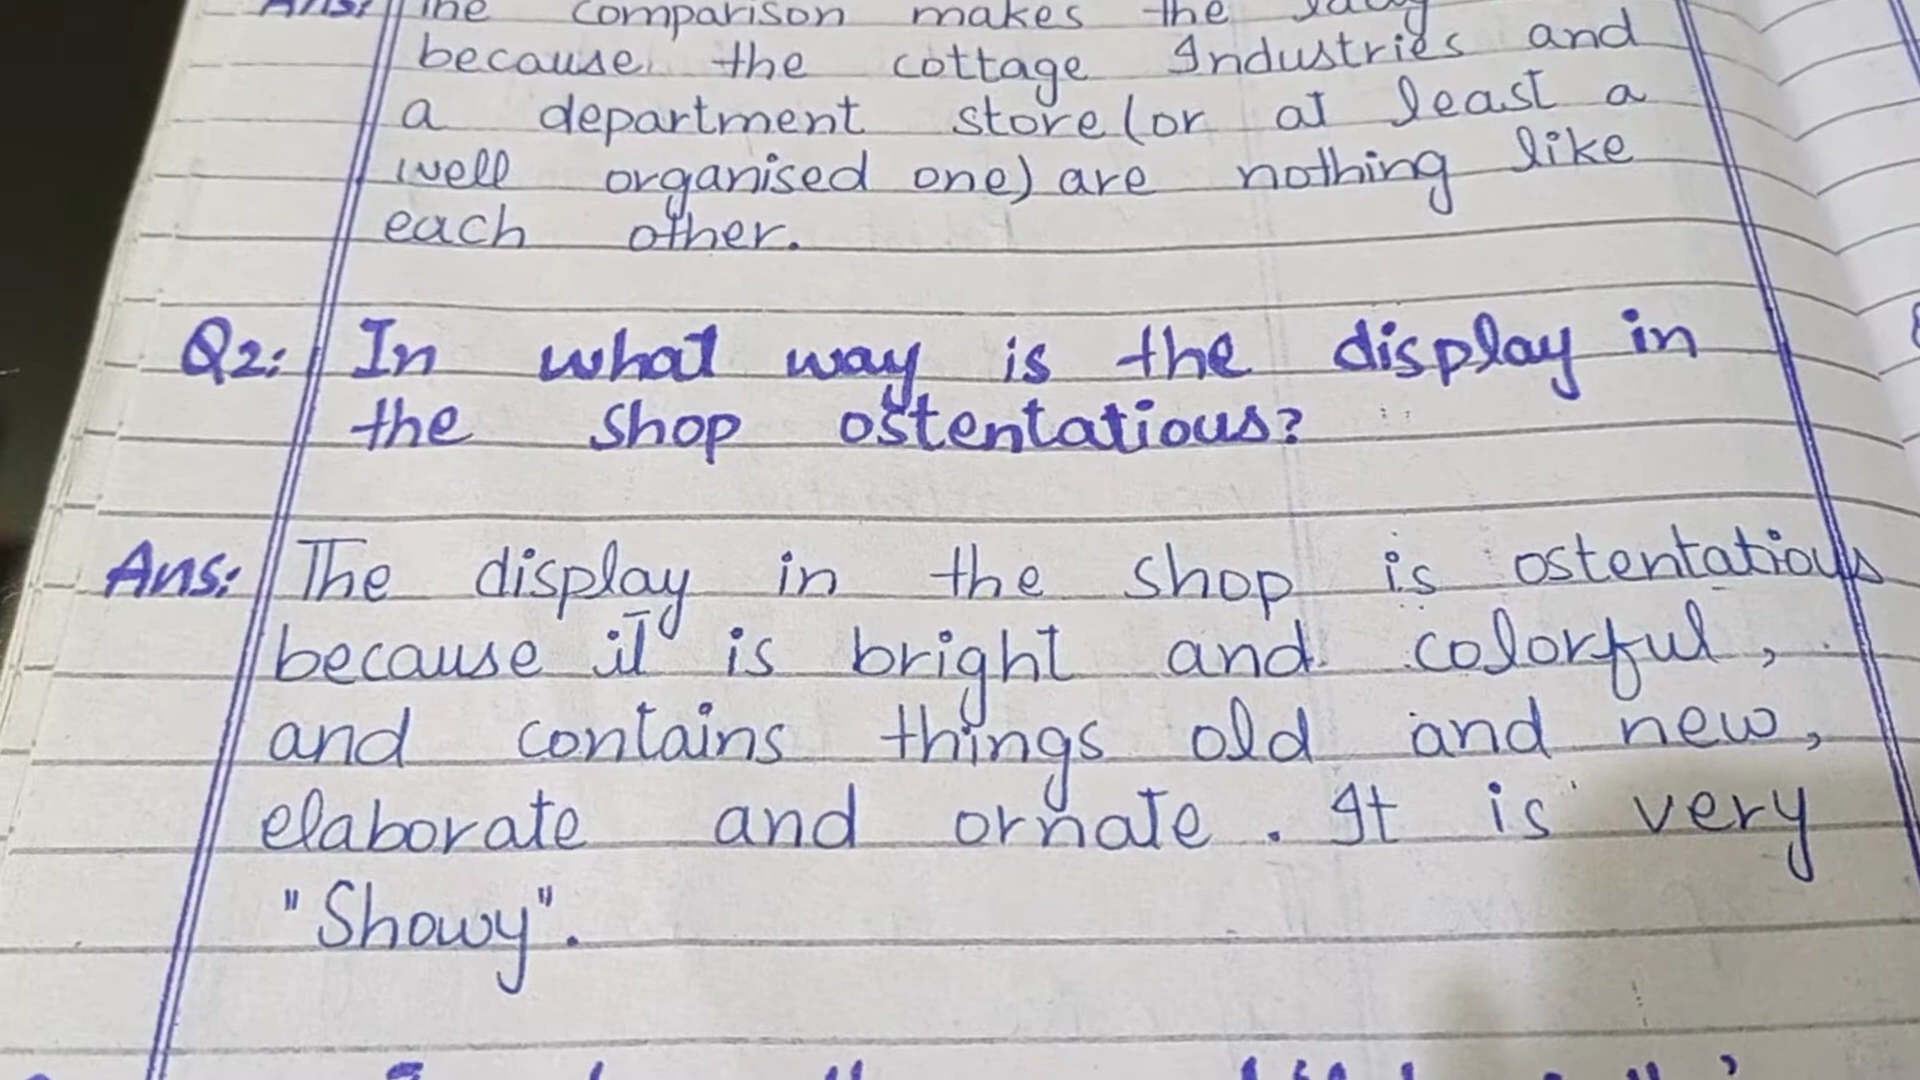 Ans: The comparison makes the lady
because the cottage Industries and
a department store (or at least a
well organised one) are nothing like
each other.
Q2: In what way is the display in
the shop ostentatious?
Ans: The display in the shop is ostentatious
because it is bright and colorful,
and contains things old and new,
elaborate and ornate. It is very
"Showy".